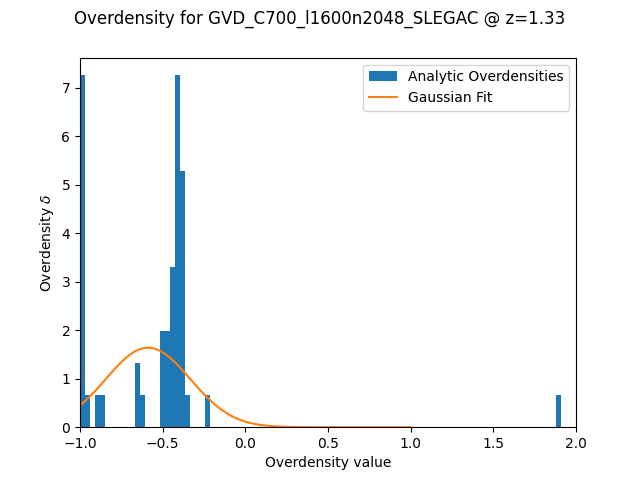 Overdensity for GVD_C700_l1600n2048_SLEGAC @ z=1.33
Analytic Overdensities
Gaussian Fit
Overdensity δ
7
6
5
4
3
2
1
0
−1.0 −0.5 0.0 0.5 1.0 1.5 2.0
Overdensity value